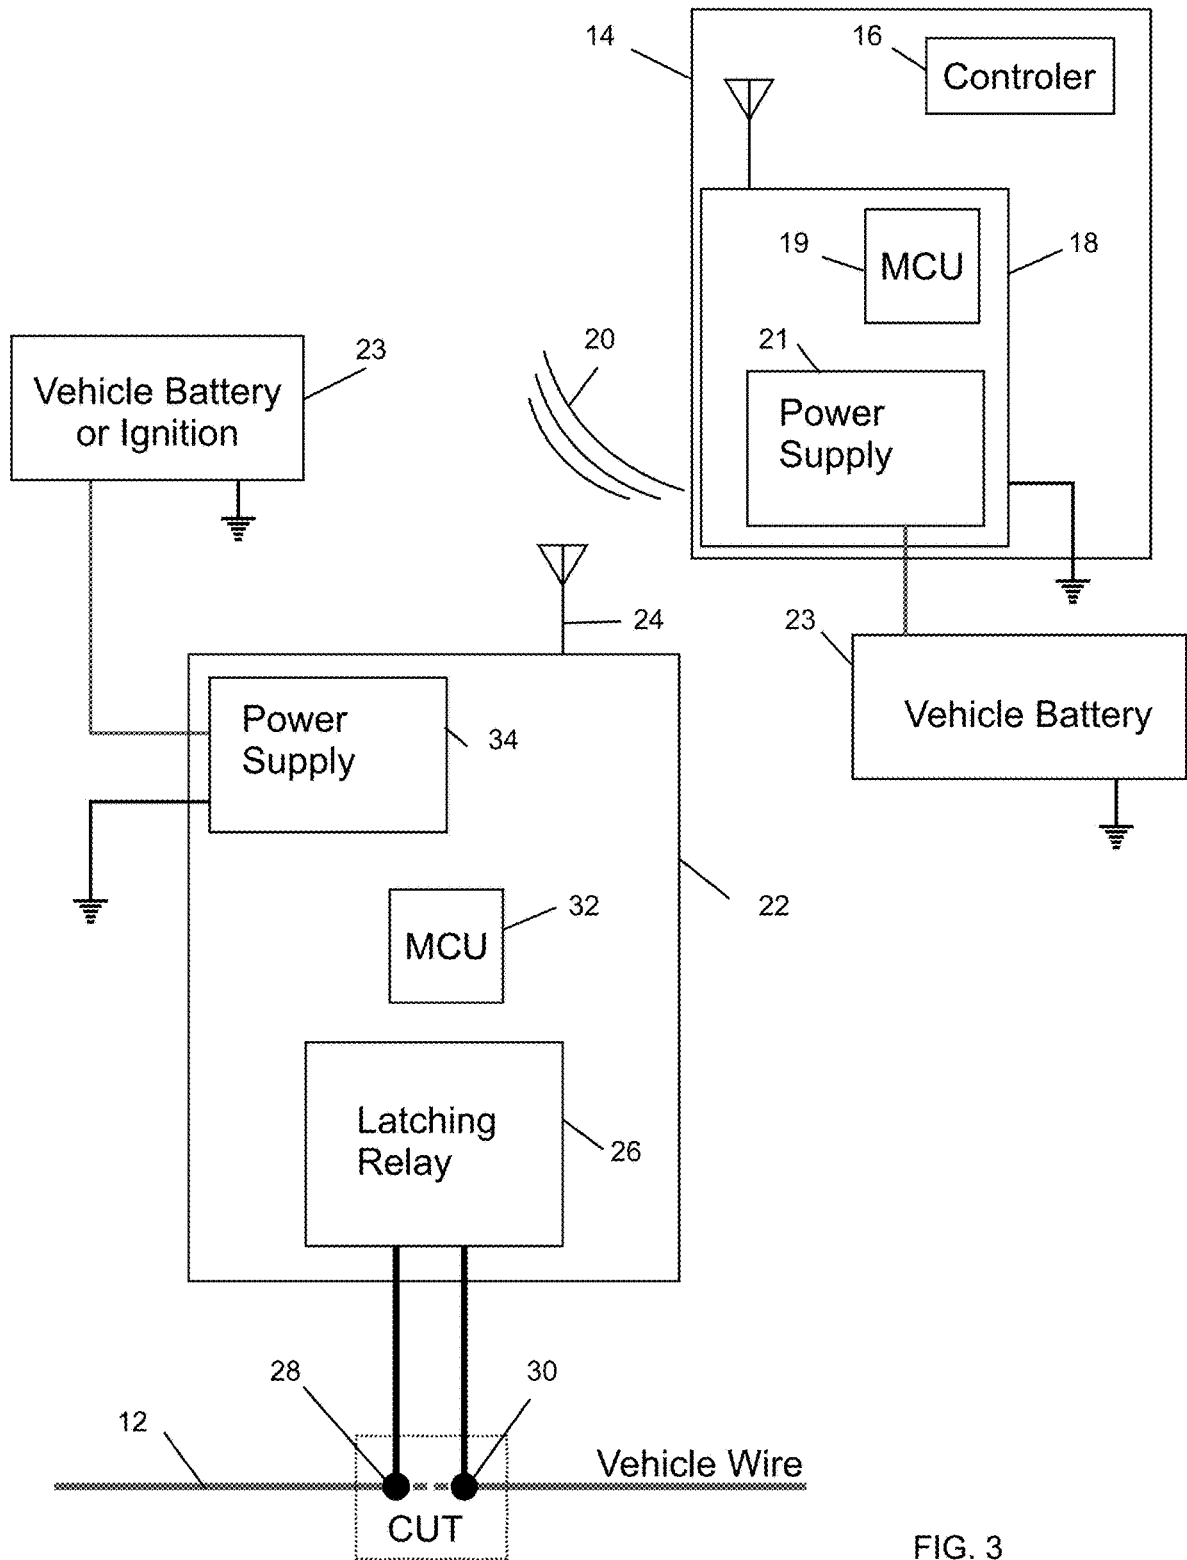 14
16
Controler
19
MCU
18
20
21
Power
Supply
23
Vehicle Battery
or Ignition
24
23
Vehicle Battery
Power
Supply
34
32
MCU
22
Latching
Relay
26
28
30
12
Vehicle Wire
CUT
FIG. 3